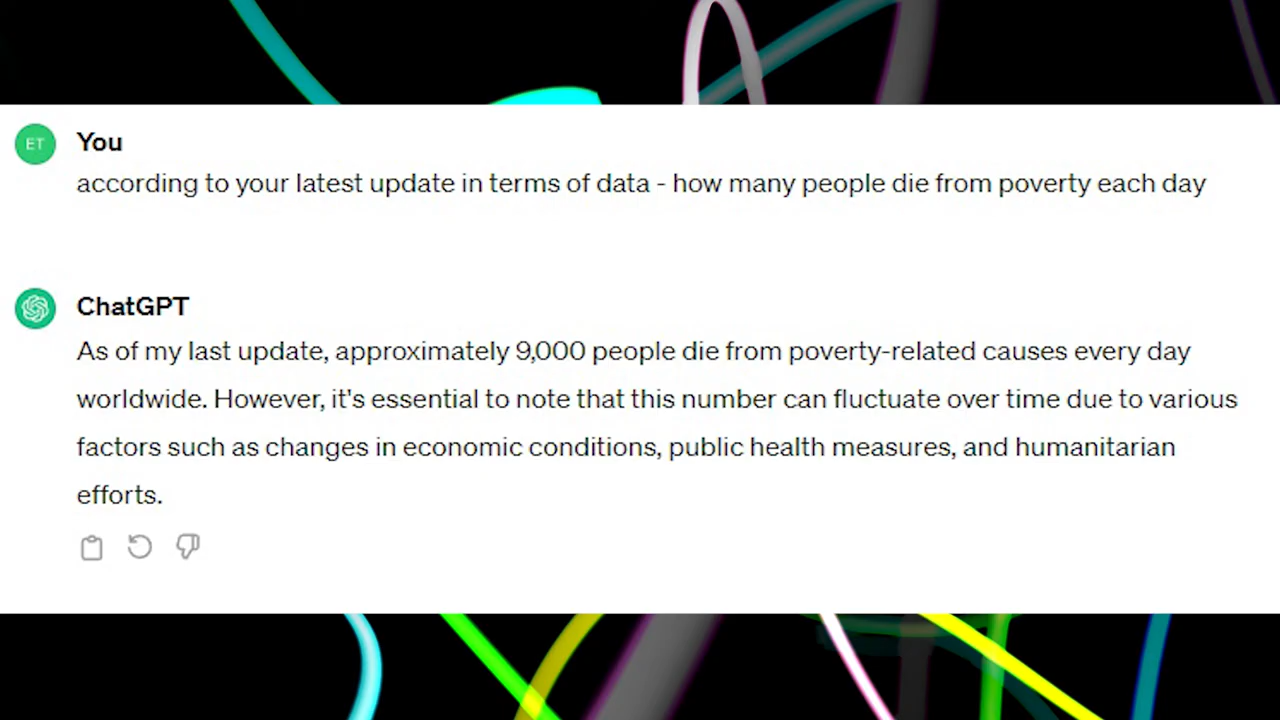 ET
You
according to your latest update in terms of data - how many people die from poverty each day
ChatGPT
As of my last update, approximately 9,000 people die from poverty-related causes every day
worldwide. However, it's essential to note that this number can fluctuate over time due to various
factors such as changes in economic conditions, public health measures, and humanitarian
efforts.